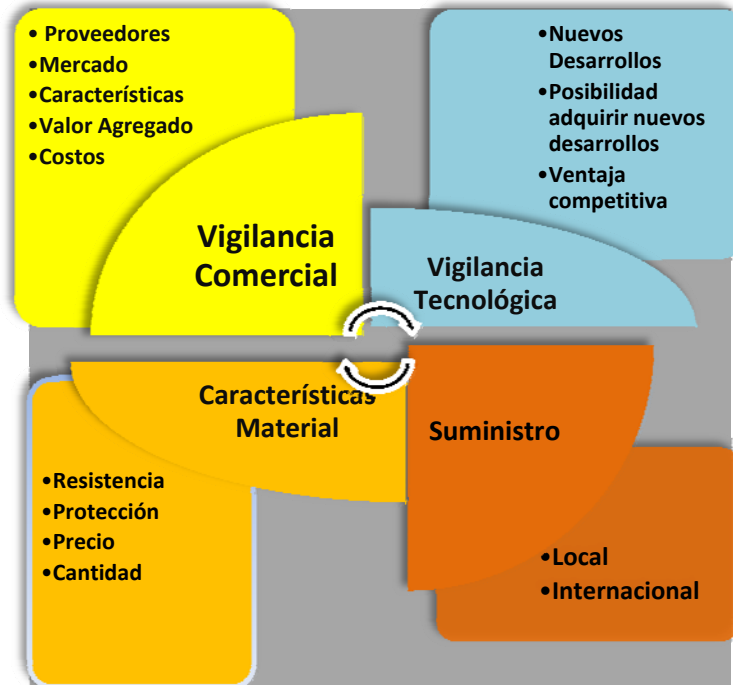 • Proveedores
•Mercado
•Características
•Valor Agregado
•Costos
Vigilancia
Comercial
•Nuevos
Desarrollos
•Posibilidad
adquirir nuevos
desarrollos
•Ventaja
competitiva
Vigilancia
Tecnológica
Características
Material
•Resistencia
•Protección
•Precio
•Cantidad
Suministro
•Local
•Internacional